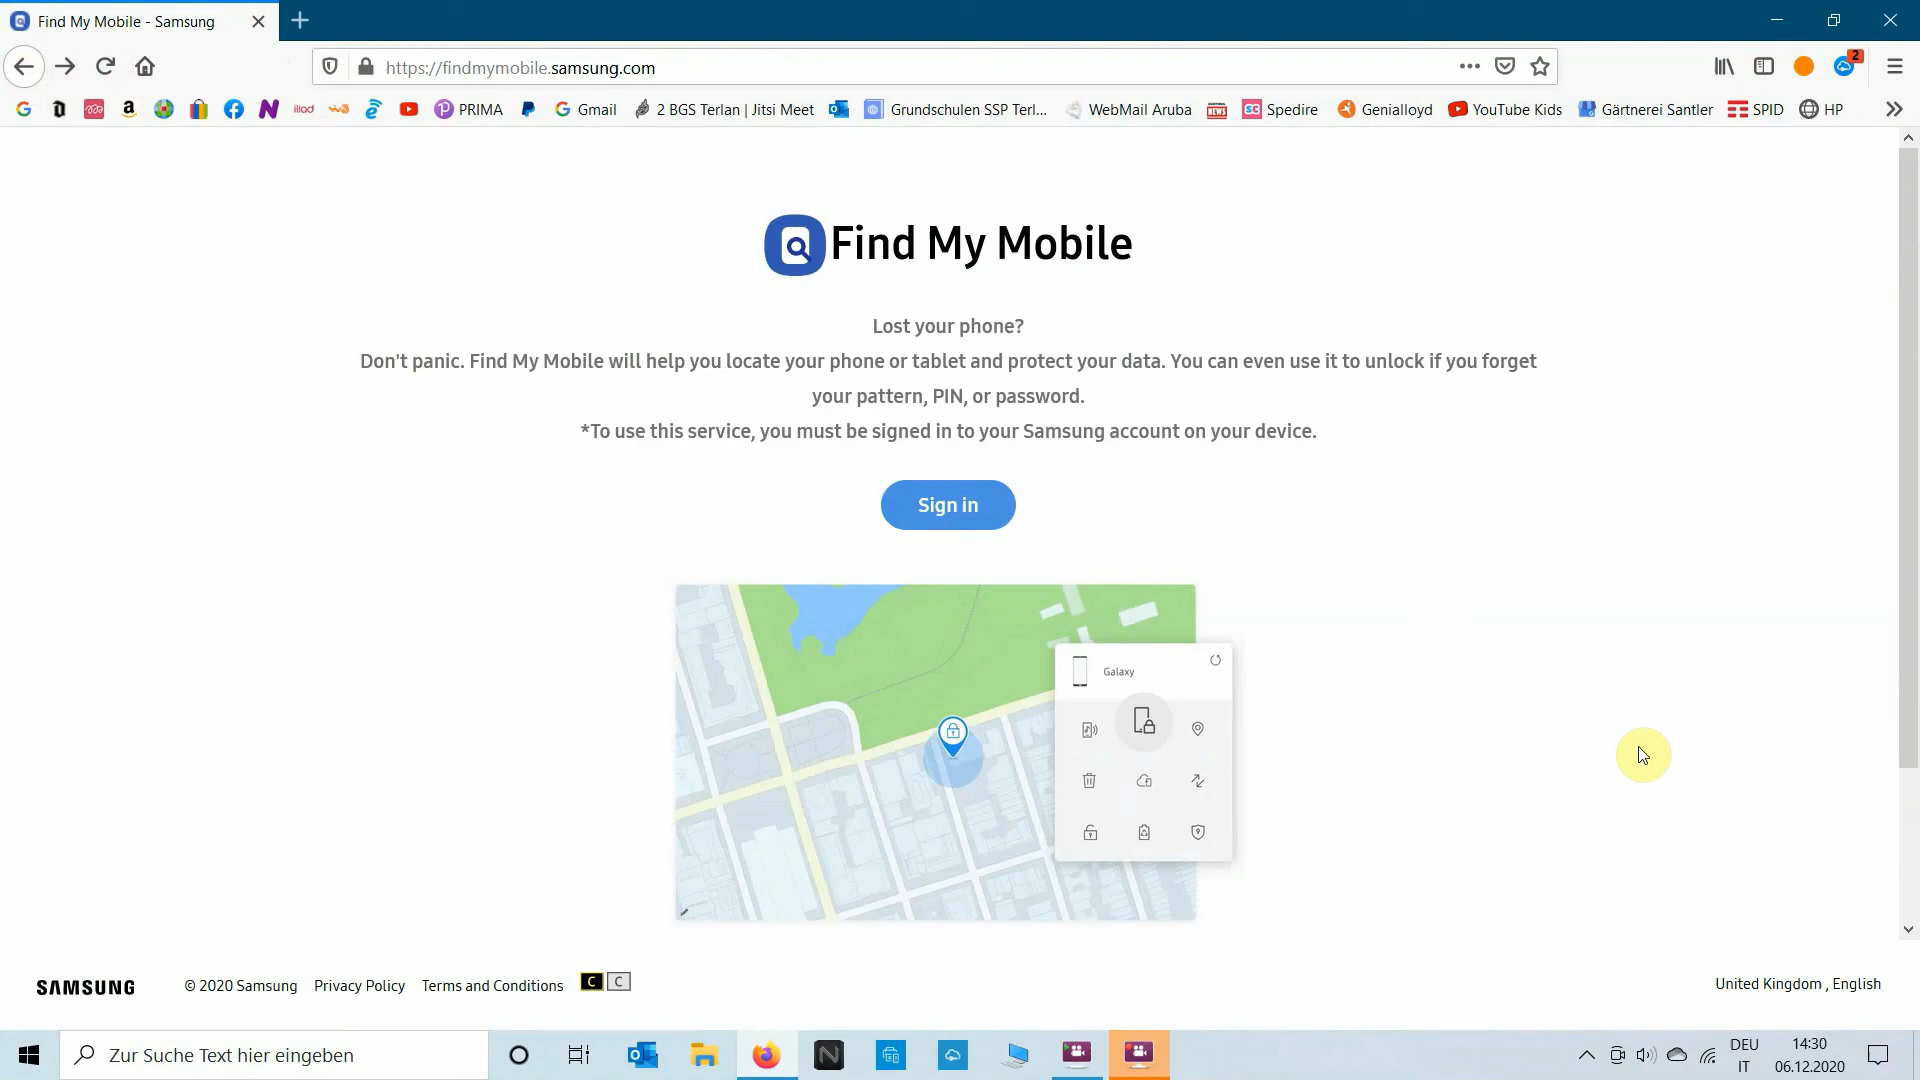 Find My Mobile - Samsung
https://findmymobile.samsung.com
2
PRIMA
Gmail
2 BGS Terlan | Jitsi Meet
Grundschulen SSP Terl...
WebMail Aruba
Spedire
Genialloyd
YouTube Kids
Gärtnerei Santler
SPID
HP
Find My Mobile
Lost your phone?
Don't panic. Find My Mobile will help you locate your phone or tablet and protect your data. You can even use it to unlock if you forget
your pattern, PIN, or password.
*To use this service, you must be signed in to your Samsung account on your device.
Sign in
Galaxy
SAMSUNG
© 2020 Samsung
Privacy Policy
Terms and Conditions
C
C
United Kingdom , English
Zur Suche Text hier eingeben
DEU
IT
14:30
06.12.2020